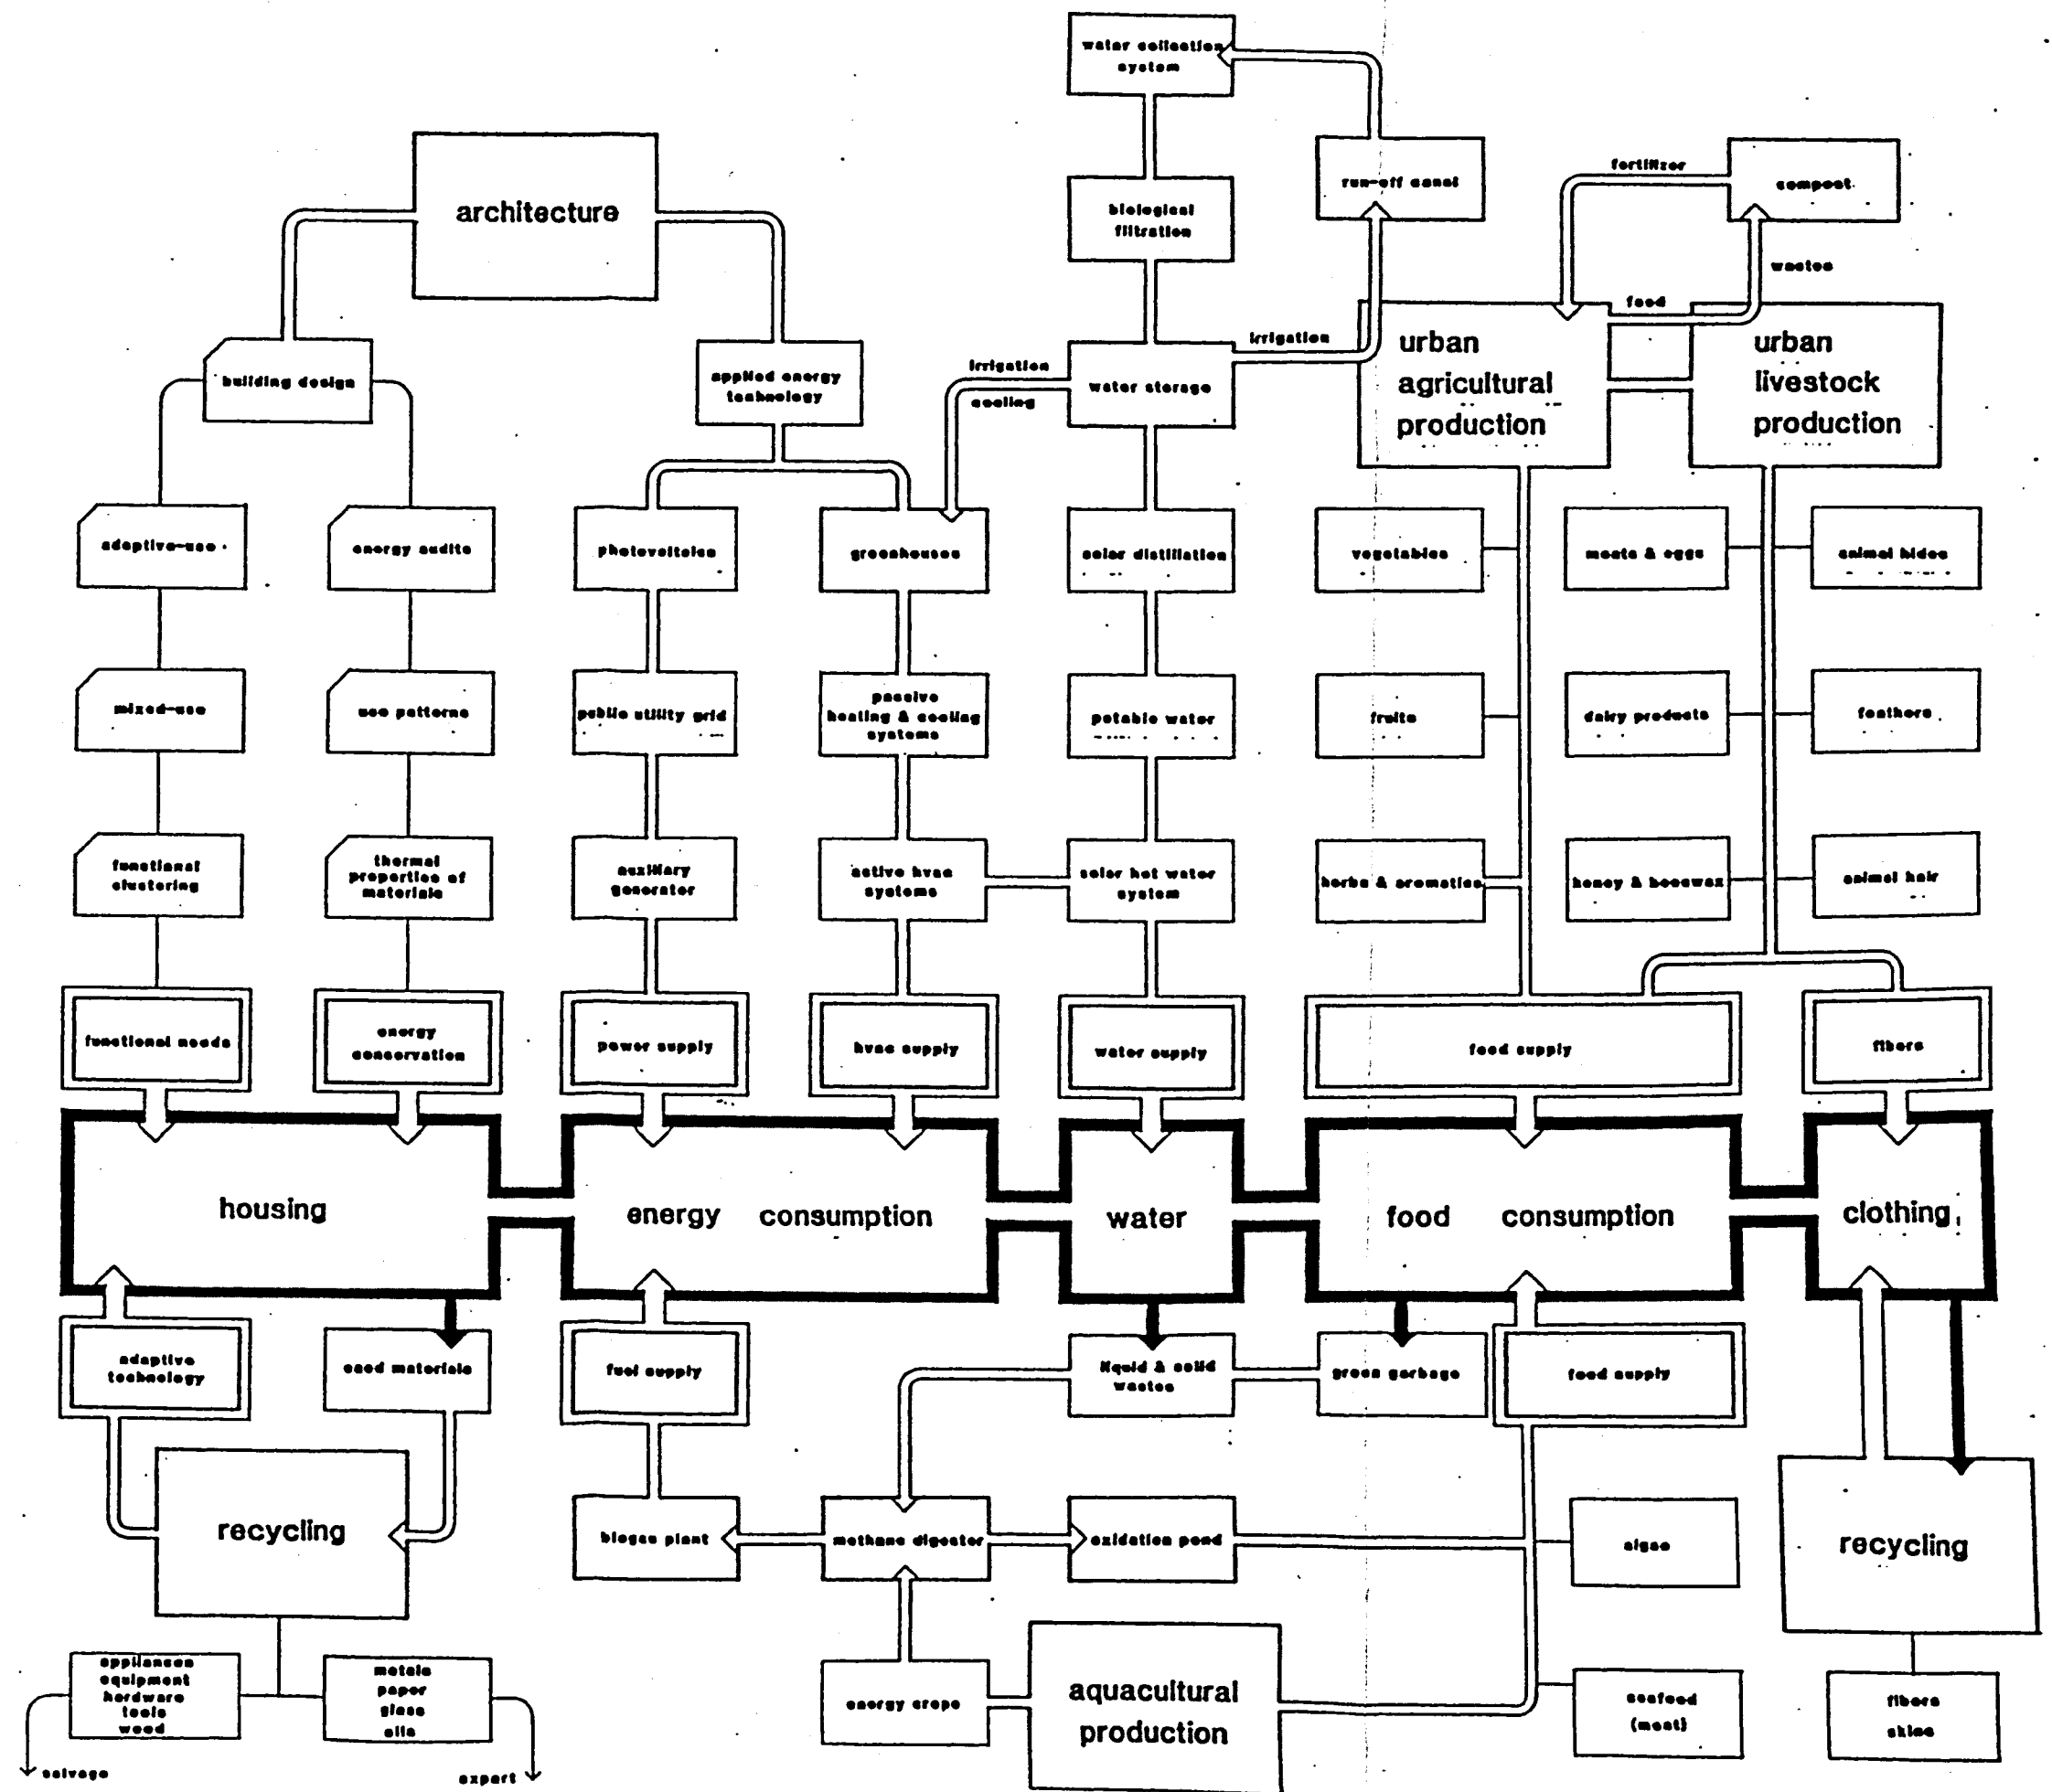 water collection
system
run-off canal
fertilizer
compost
architecture
biological
filtration
wastes
food
irrigation
urban
agricultural
production
urban
livestock
production
building design
applied energy
technology
irrigation
cooling
water storage
adaptive-use
energy audits
photovoltaics
greenhouses
solar distillation
vegetables
meats & eggs
animal hides
mixed-use
use patterns
public utility grid
passive
heating & cooling
systems
potable water
fruits
dairy products
feathers
functional
clustering
thermal
properties of
materials
auxiliary
generator
active hvac
systems
solar hot water
system
herbs & aromatics
honey & beeswax
animal hair
functional needs
energy
conservation
power supply
hvac supply
water supply
food supply
fibers
housing
energy consumption
water
food consumption
clothing
adaptive
technology
used materials
fuel supply
liquid & solid
wastes
green garbage
food supply
recycling
biogas plant
methane digester
oxidation pond
algae
recycling
appliances
equipment
hardware
tools
wood
metals
paper
glass
oils
energy crops
aquacultural
production
seafood
(meat)
fibers
skins
salvage
export